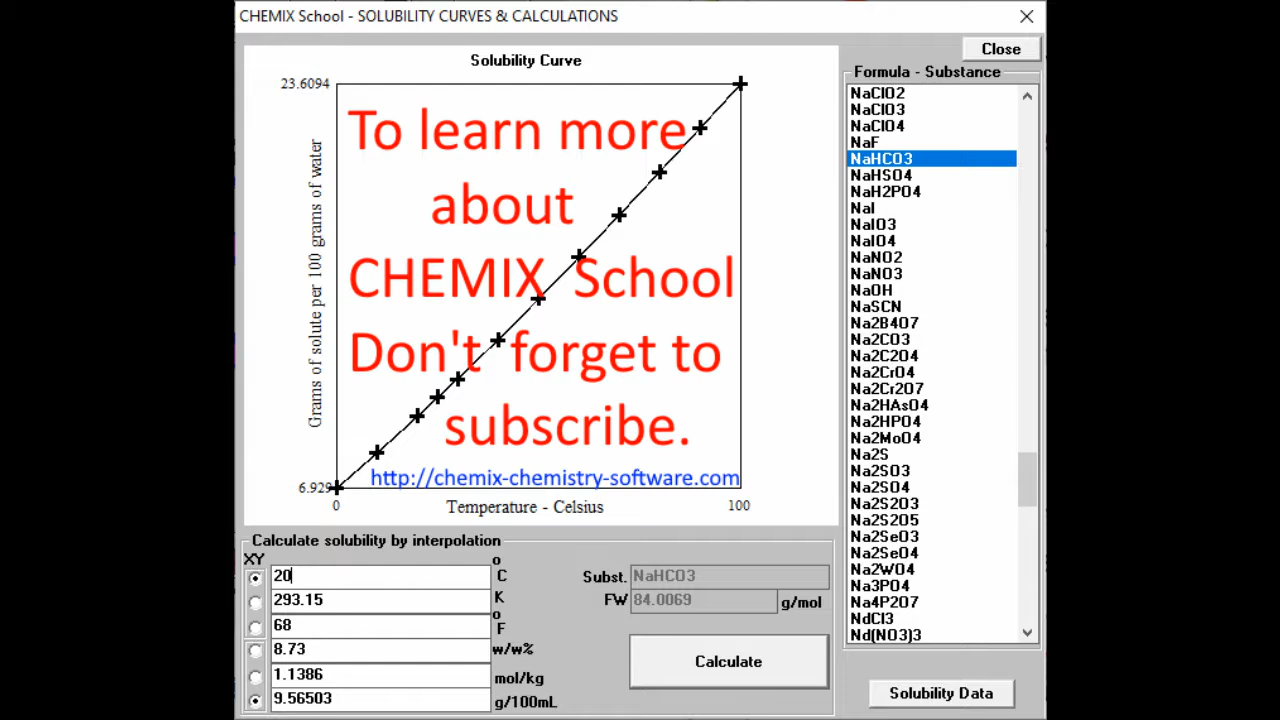 CHEMIX School - SOLUBILITY CURVES & CALCULATIONS
Close
Solubility Curve
23.6094
Grams of solute per 100 grams of water
6.929
To learn more
about
CHEMIX School
Don't forget to
subscribe.
http://chemix-chemistry-software.com
0
Temperature - Celsius
100
Formula - Substance
NaClO2
NaClO3
NaClO4
NaF
NaHCO3
NaHSO4
NaH2PO4
NaI
NaIO3
NaIO4
NaNO2
NaNO3
NaOH
NaSCN
Na2B4O7
Na2CO3
Na2C2O4
Na2CrO4
Na2Cr2O7
Na2HAsO4
Na2HPO4
Na2MoO4
Na2S
Na2SO3
Na2SO4
Na2S2O3
Na2S2O5
Na2SeO3
Na2SeO4
Na2WO4
Na3PO4
Na4P2O7
NdCl3
Nd(NO3)3
Calculate solubility by interpolation
XY
20 o C
293.15 K
68 o F
8.73 w/w%
1.1386 mol/kg
9.56503 g/100mL
Subst. NaHCO3
FW 84.0069 g/mol
Calculate
Solubility Data